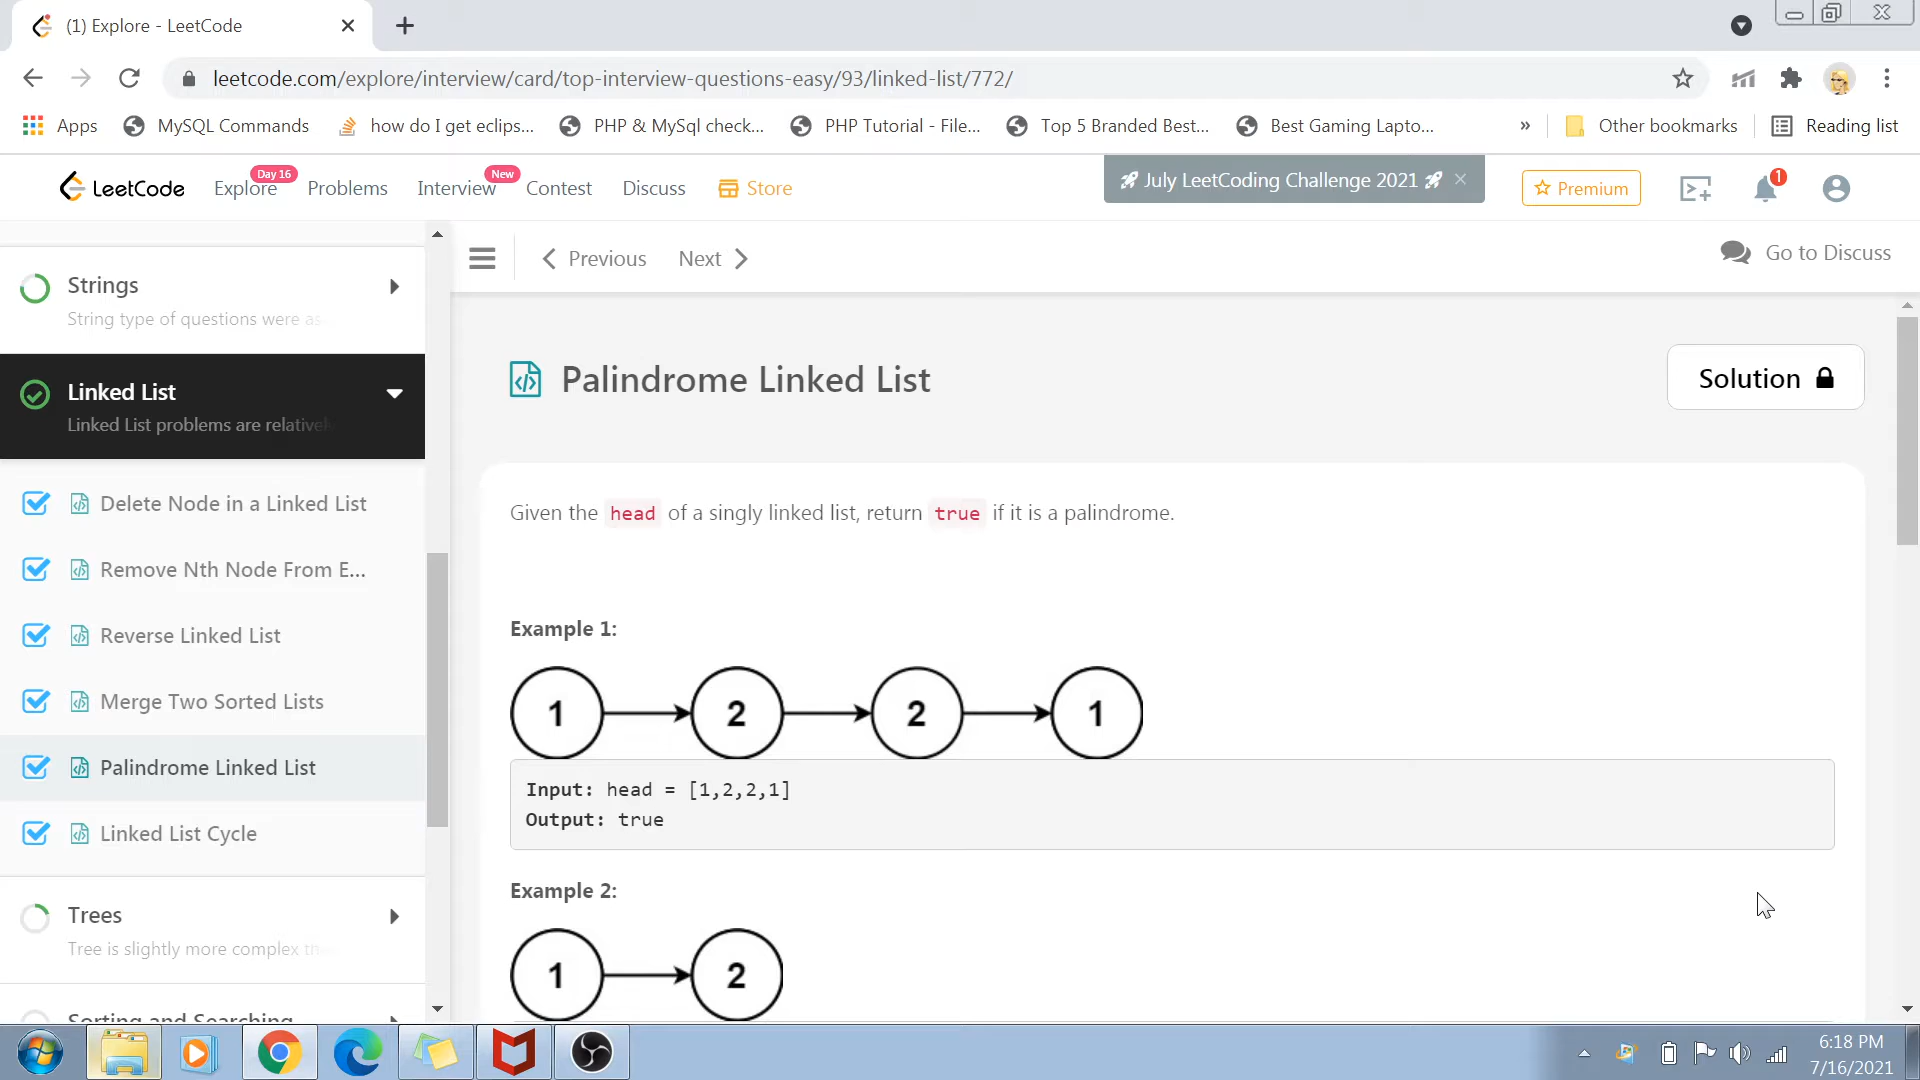 (1) Explore - LeetCode
leetcode.com/explore/interview/card/top-interview-questions-easy/93/linked-list/772/
Apps MySQL Commands how do I get eclips... PHP & MySql check... PHP Tutorial - File... Top 5 Branded Best... Best Gaming Lapto... » Other bookmarks Reading list
LeetCode Explore Day 16 Problems Interview New Contest Discuss Store July LeetCoding Challenge 2021 Premium 1
Previous Next Go to Discuss
Strings
String type of questions were as
Linked List
Linked List problems are relative
Delete Node in a Linked List
Remove Nth Node From E...
Reverse Linked List
Merge Two Sorted Lists
Palindrome Linked List
Linked List Cycle
Trees
Tree is slightly more complex th
Sorting and Searching
Palindrome Linked List
Solution
Given the head of a singly linked list, return true if it is a palindrome.
Example 1:
1 2 2 1
Input: head = [1,2,2,1]
Output: true
Example 2:
1 2
6:18 PM
7/16/2021